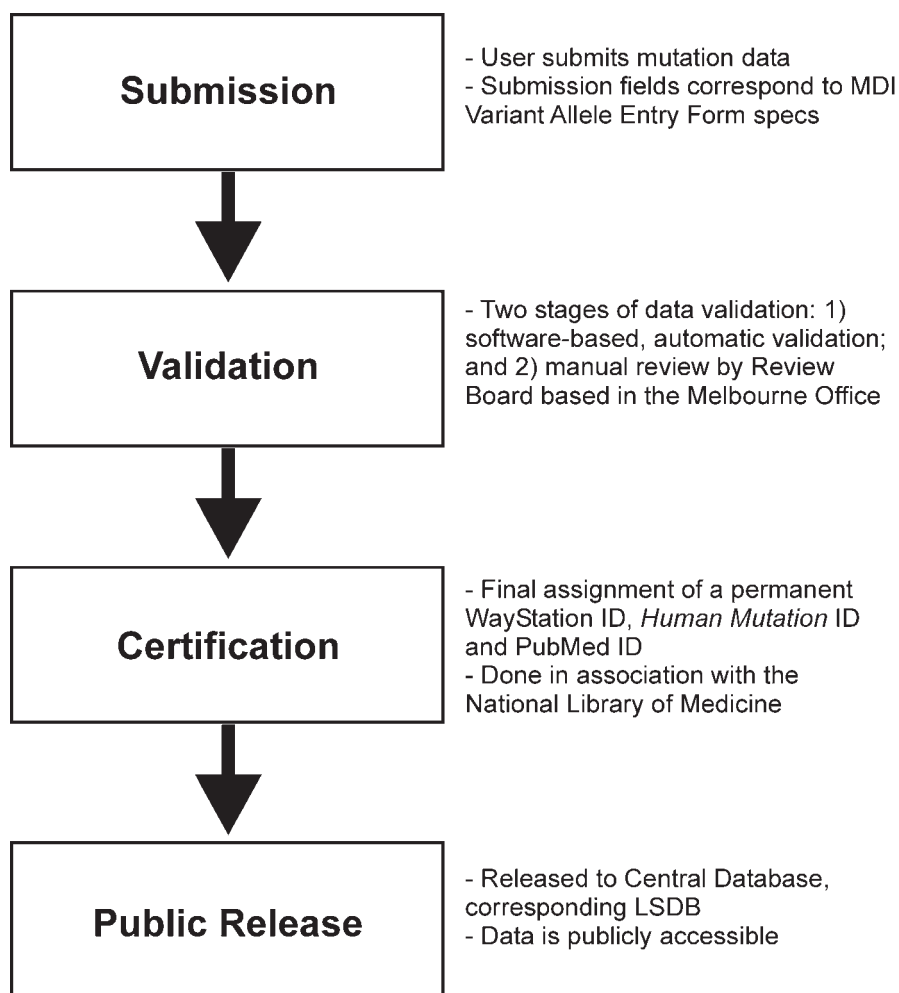 Submission
- User submits mutation data
- Submission fields correspond to MDI
Variant Allele Entry Form specs
Validation
- Two stages of data validation: 1)
software-based, automatic validation;
and 2) manual review by Review
Board based in the Melbourne Office
Certification
- Final assignment of a permanent
WayStation ID, Human Mutation ID
and PubMed ID
- Done in association with the
National Library of Medicine
Public Release
- Released to Central Database,
corresponding LSDB
- Data is publicly accessible